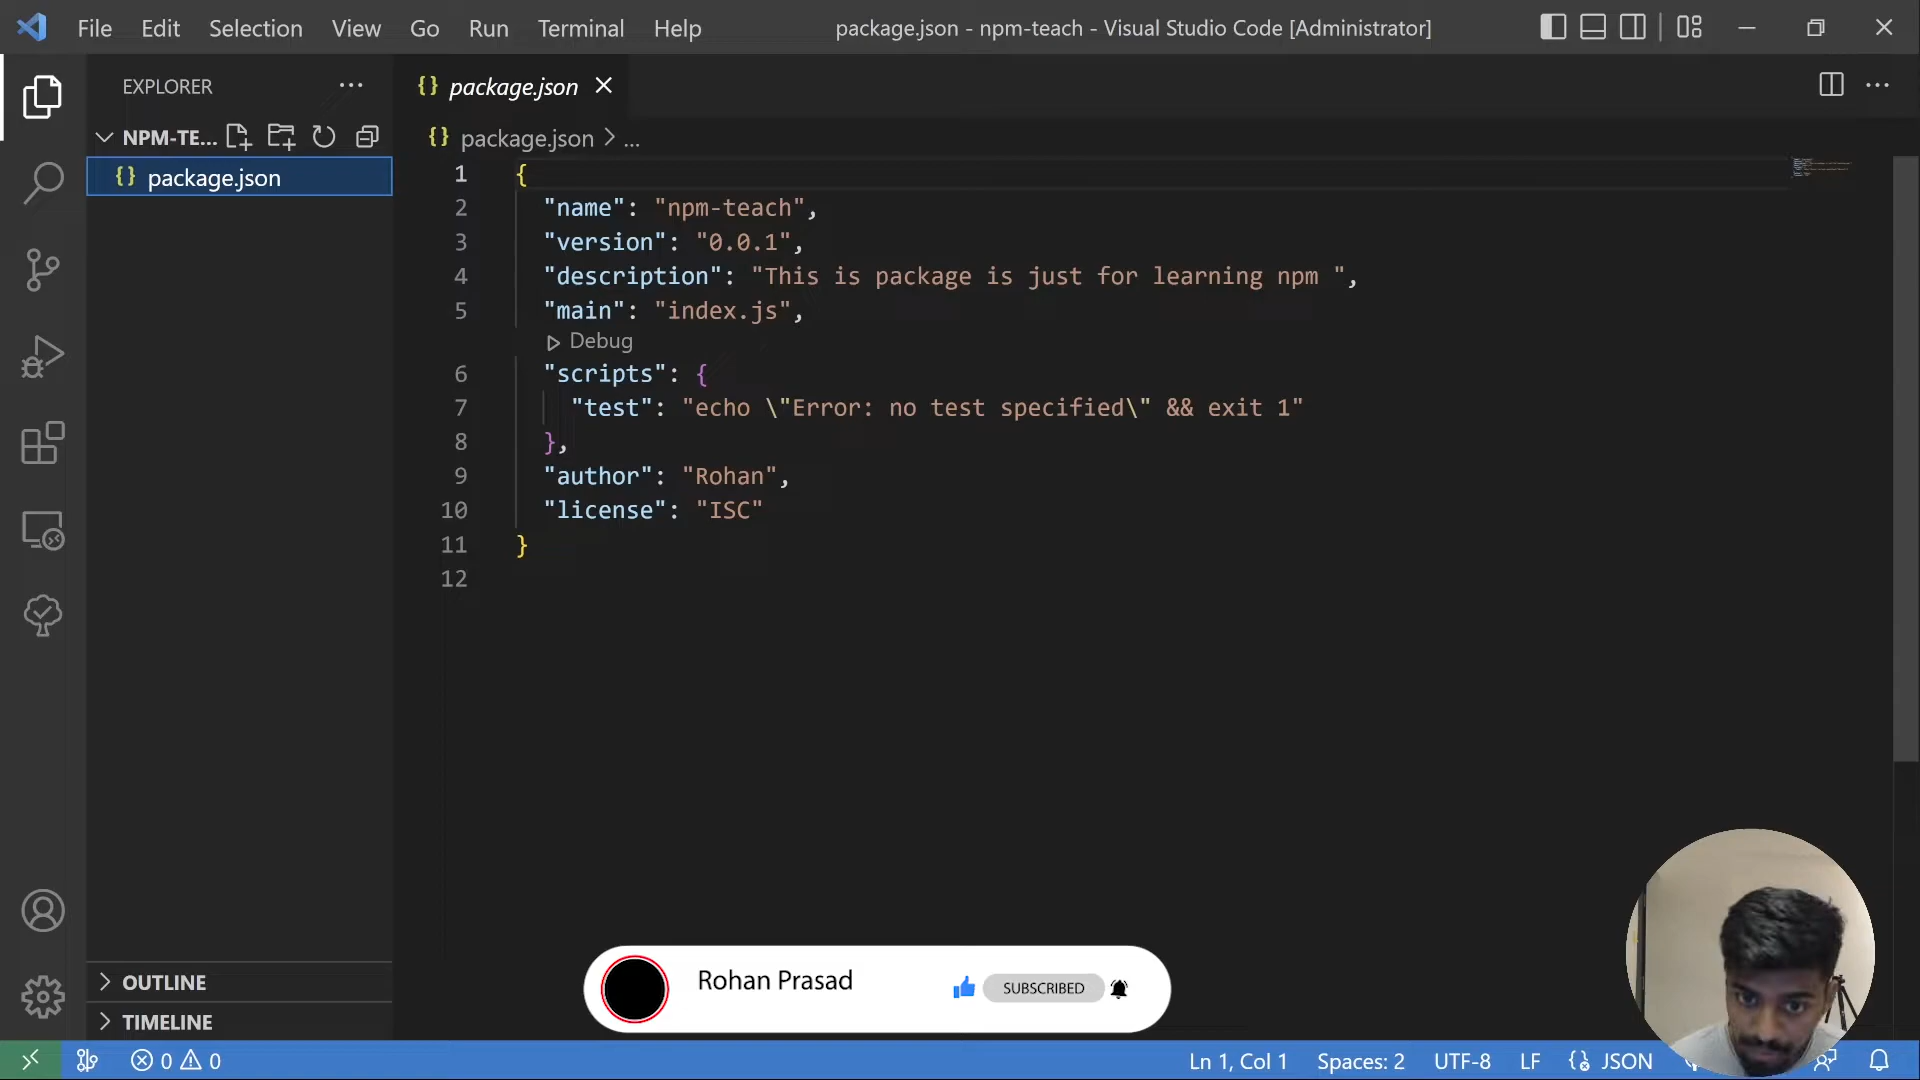 File Edit Selection View Go Run Terminal Help package.json - npm-teach - Visual Studio Code [Administrator]
EXPLORER
package.json
NPM-TE...
package.json > ...
package.json
1 {
2 "name": "npm-teach",
3 "version": "0.0.1",
4 "description": "This is package is just for learning npm ",
5 "main": "index.js",
Debug
6 "scripts": {
7 "test": "echo \"Error: no test specified\" && exit 1"
8 },
9 "author": "Rohan",
10 "license": "ISC"
11 }
12
Rohan Prasad
SUBSCRIBED
OUTLINE
TIMELINE
0 0 Ln 1, Col 1 Spaces: 2 UTF-8 LF JSON